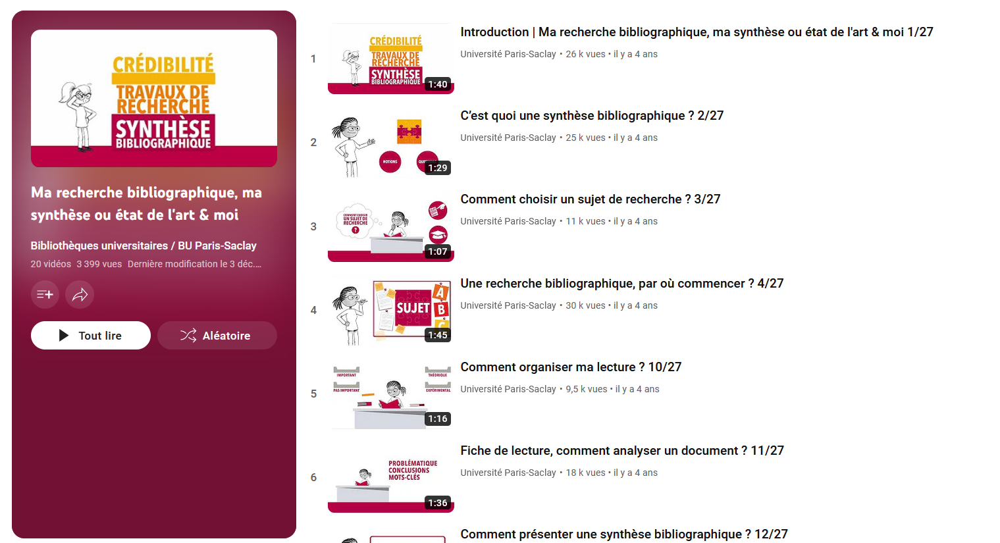 CRÉDIBILITÉ
TRAVAUX DE
RECHERCHE
SYNTHÈSE
BIBLIOGRAPHIQUE
Ma recherche bibliographique, ma
synthèse ou état de l'art & moi
Bibliothèques universitaires / BU Paris-Saclay
20 vidéos 3 399 vues Dernière modification le 3 déc.…
Tout lire
Aléatoire
1
CRÉDIBILITÉ
TRAVAUX DE
RECHERCHE
SYNTHÈSE
BIBLIOGRAPHIQUE
1:40
Introduction | Ma recherche bibliographique, ma synthèse ou état de l'art & moi 1/27
Université Paris-Saclay • 26 k vues • il y a 4 ans
2
NOTIONS
1:29
C'est quoi une synthèse bibliographique ? 2/27
Université Paris-Saclay • 25 k vues • il y a 4 ans
3
COMMENT CHOISIR
UN SUJET DE
RECHERCHE
?
1:07
Comment choisir un sujet de recherche ? 3/27
Université Paris-Saclay • 11 k vues • il y a 4 ans
4
SUJET
A
B
C
1:45
Une recherche bibliographique, par où commencer ? 4/27
Université Paris-Saclay • 30 k vues • il y a 4 ans
5
IMPORTANT
THÉORIQUE
PAS IMPORTANT
EXPÉRIMENTAL
1:16
Comment organiser ma lecture ? 10/27
Université Paris-Saclay • 9,5 k vues • il y a 4 ans
6
PROBLÉMATIQUE
CONCLUSIONS
MOTS-CLÉS
1:36
Fiche de lecture, comment analyser un document ? 11/27
Université Paris-Saclay • 18 k vues • il y a 4 ans
Comment présenter une synthèse bibliographique ? 12/27